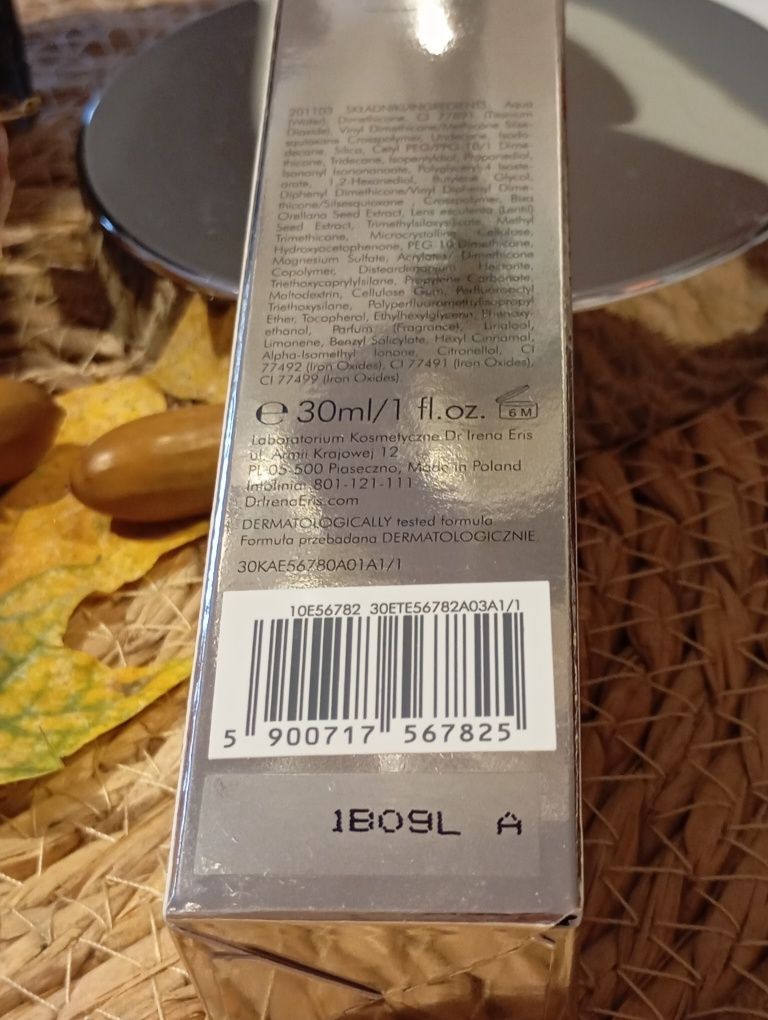 201103 SKŁADNIKI/INGREDIENTS: Aqua
(Water), Dimethicone, CI 77891 (Titanium
Dioxide), Vinyl Dimethicone/Methicone Silses-
quioxane Crosspolymer, Undecane, Isodo-
decane, Silica, Cetyl PEG/PPG-10/1 Dime-
thicone, Tridecane, Isopentyldiol, Propanediol,
Isononyl Isononanoate, Polyglyceryl-4 Isoste-
arate, 1,2-Hexanediol, Butylene Glycol,
Diphenyl Dimethicone/Vinyl Diphenyl Dime-
thicone/Silsesquioxane Crosspolymer, Bixa
Orellana Seed Extract, Lens esculenta (Lentil)
Seed Extract, Trimethylsiloxysilicate, Methyl
Trimethicone, Microcrystalline Cellulose,
Hydroxyacetophenone, PEG-10 Dimethicone,
Magnesium Sulfate, Acrylates/Dimethicone
Copolymer, Disteardimonium Hectorite,
Triethoxycaprylylsilane, Propylene Carbonate,
Maltodextrin, Cellulose Gum, Perfluorooctyl
Triethoxysilane, Polyperfluoromethylisopropyl
Ether, Tocopherol, Ethylhexylglycerin, Phenoxy-
ethanol, Parfum (Fragrance), Linalool,
Limonene, Benzyl Salicylate, Hexyl Cinnamal,
Alpha-Isomethyl Ionone, Citronellol, CI
77492 (Iron Oxides), CI 77491 (Iron Oxides),
CI 77499 (Iron Oxides).
℮ 30ml/1 fl.oz. 6 M
Laboratorium Kosmetyczne Dr Irena Eris
ul. Armii Krajowej 12
PL 05-500 Piaseczno, Made in Poland
Infolinia: 801-121-111
DrIrenaEris.com
DERMATOLOGICALLY tested formula
Formuła przebadana DERMATOLOGICZNIE
30KAE56780A01A1/1
10E56782 30ETE56782A03A1/1
5 900717 567825
1B09L A